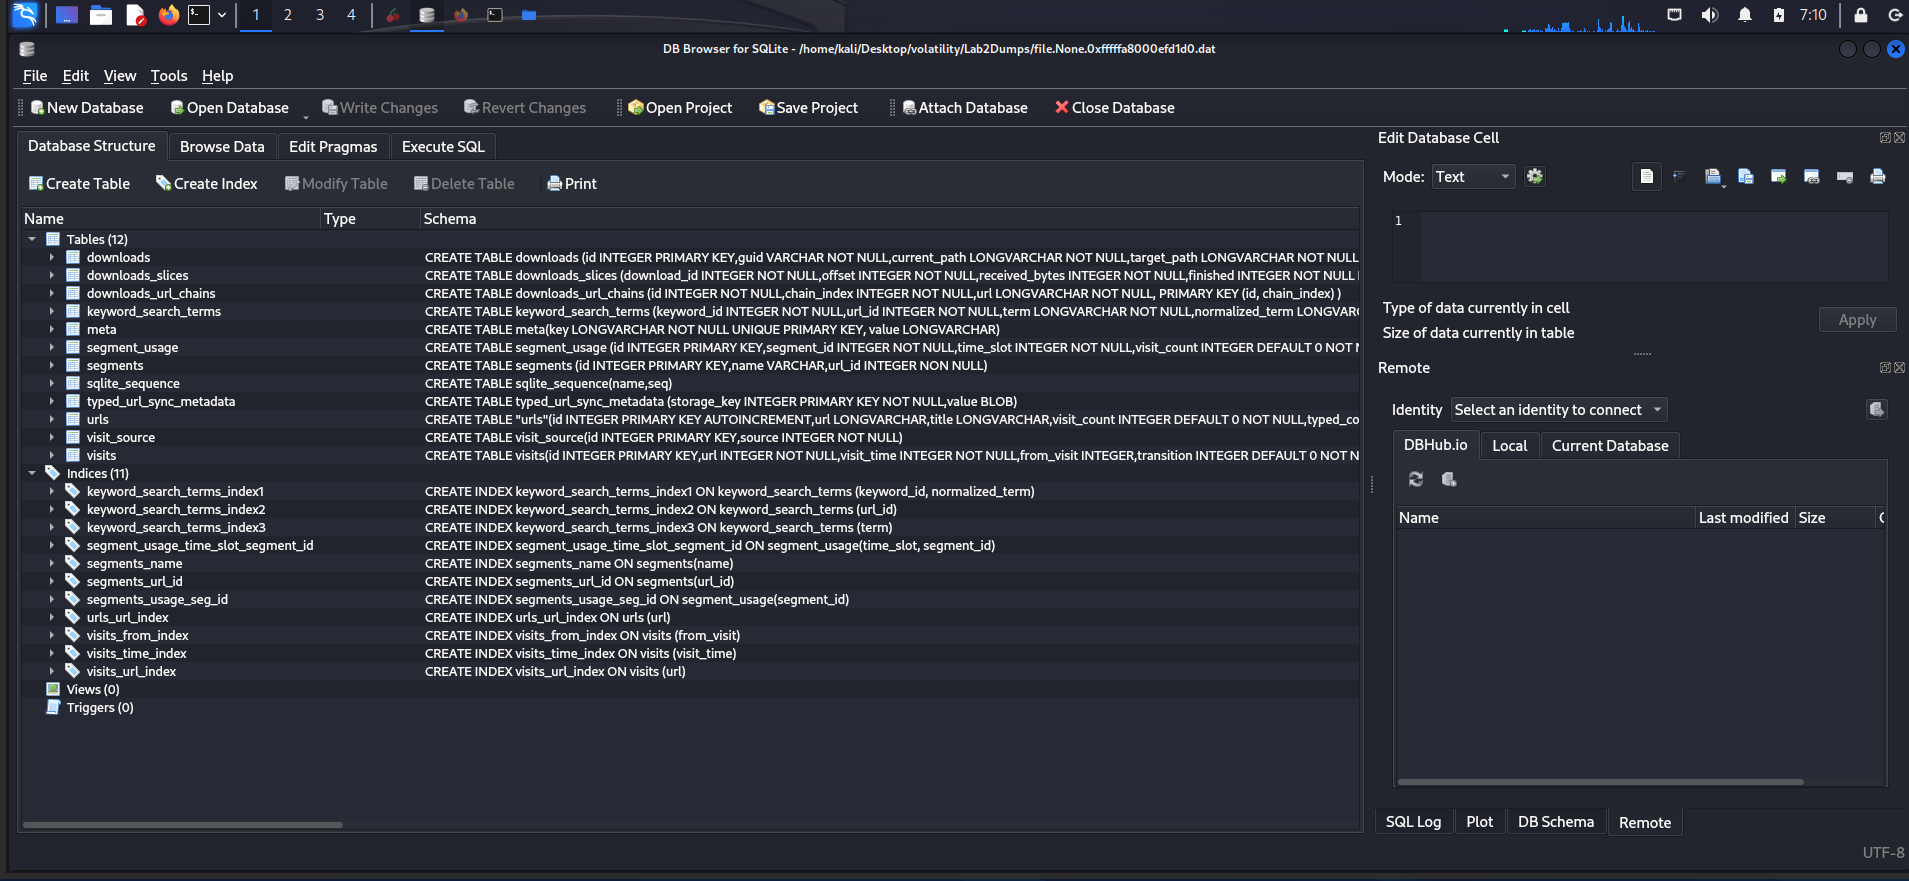 1 2 3 4 7:10
DB Browser for SQLite - /home/kali/Desktop/volatility/Lab2Dumps/file.None.0xfffffa8000efd1d0.dat
File Edit View Tools Help
New Database Open Database Write Changes Revert Changes Open Project Save Project Attach Database Close Database
Database Structure Browse Data Edit Pragmas Execute SQL
Create Table Create Index Modify Table Delete Table Print
Name Type Schema
Tables (12)
downloads CREATE TABLE downloads (id INTEGER PRIMARY KEY,guid VARCHAR NOT NULL,current_path LONGVARCHAR NOT NULL,target_path LONGVARCHAR NOT NULL
downloads_slices CREATE TABLE downloads_slices (download_id INTEGER NOT NULL,offset INTEGER NOT NULL,received_bytes INTEGER NOT NULL,finished INTEGER NOT NULL
downloads_url_chains CREATE TABLE downloads_url_chains (id INTEGER NOT NULL,chain_index INTEGER NOT NULL,url LONGVARCHAR NOT NULL, PRIMARY KEY (id, chain_index) )
keyword_search_terms CREATE TABLE keyword_search_terms (keyword_id INTEGER NOT NULL,url_id INTEGER NOT NULL,term LONGVARCHAR NOT NULL,normalized_term LONGVARC
meta CREATE TABLE meta(key LONGVARCHAR NOT NULL UNIQUE PRIMARY KEY, value LONGVARCHAR)
segment_usage CREATE TABLE segment_usage (id INTEGER PRIMARY KEY,segment_id INTEGER NOT NULL,time_slot INTEGER NOT NULL,visit_count INTEGER DEFAULT 0 NOT N
segments CREATE TABLE segments (id INTEGER PRIMARY KEY,name VARCHAR,url_id INTEGER NON NULL)
sqlite_sequence CREATE TABLE sqlite_sequence(name,seq)
typed_url_sync_metadata CREATE TABLE typed_url_sync_metadata (storage_key INTEGER PRIMARY KEY NOT NULL,value BLOB)
urls CREATE TABLE "urls"(id INTEGER PRIMARY KEY AUTOINCREMENT,url LONGVARCHAR,title LONGVARCHAR,visit_count INTEGER DEFAULT 0 NOT NULL,typed_co
visit_source CREATE TABLE visit_source(id INTEGER PRIMARY KEY,source INTEGER NOT NULL)
visits CREATE TABLE visits(id INTEGER PRIMARY KEY,url INTEGER NOT NULL,visit_time INTEGER NOT NULL,from_visit INTEGER,transition INTEGER DEFAULT 0 NOT N
Indices (11)
keyword_search_terms_index1 CREATE INDEX keyword_search_terms_index1 ON keyword_search_terms (keyword_id, normalized_term)
keyword_search_terms_index2 CREATE INDEX keyword_search_terms_index2 ON keyword_search_terms (url_id)
keyword_search_terms_index3 CREATE INDEX keyword_search_terms_index3 ON keyword_search_terms (term)
segment_usage_time_slot_segment_id CREATE INDEX segment_usage_time_slot_segment_id ON segment_usage(time_slot, segment_id)
segments_name CREATE INDEX segments_name ON segments(name)
segments_url_id CREATE INDEX segments_url_id ON segments(url_id)
segments_usage_seg_id CREATE INDEX segments_usage_seg_id ON segment_usage(segment_id)
urls_url_index CREATE INDEX urls_url_index ON urls (url)
visits_from_index CREATE INDEX visits_from_index ON visits (from_visit)
visits_time_index CREATE INDEX visits_time_index ON visits (visit_time)
visits_url_index CREATE INDEX visits_url_index ON visits (url)
Views (0)
Triggers (0)
Edit Database Cell
Mode: Text
1
Type of data currently in cell
Size of data currently in table
Apply
Remote
Identity Select an identity to connect
DBHub.io Local Current Database
Name Last modified Size
SQL Log Plot DB Schema Remote
UTF-8